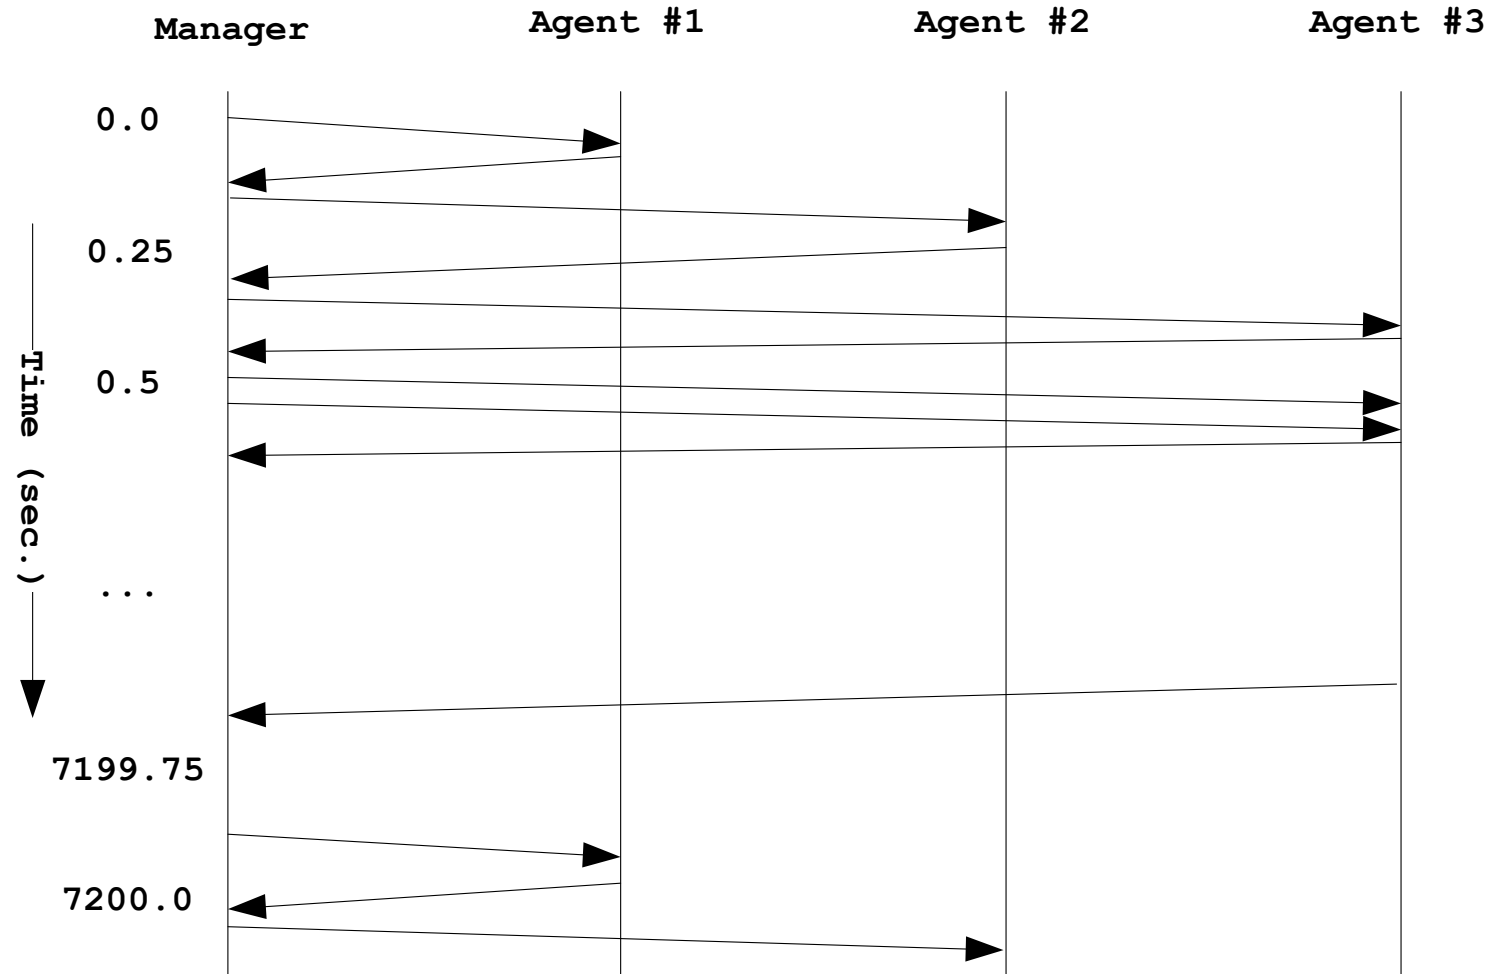 Manager
Agent #1
Agent #2
Agent #3
0.0
0.25
0.5
...
7199.75
7200.0
Time (sec.)